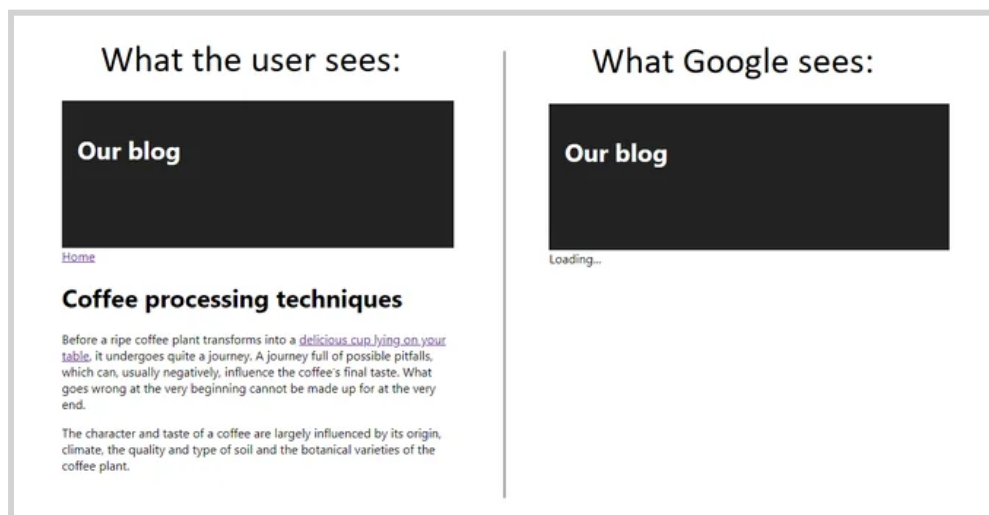 What the user sees:
Our blog
Home
Coffee processing techniques
Before a ripe coffee plant transforms into a delicious cup lying on your
table, it undergoes quite a journey. A journey full of possible pitfalls,
which can, usually negatively, influence the coffee's final taste. What
goes wrong at the very beginning cannot be made up for at the very
end.
The character and taste of a coffee are largely influenced by its origin,
climate, the quality and type of soil and the botanical varieties of the
coffee plant.
What Google sees:
Our blog
Loading...